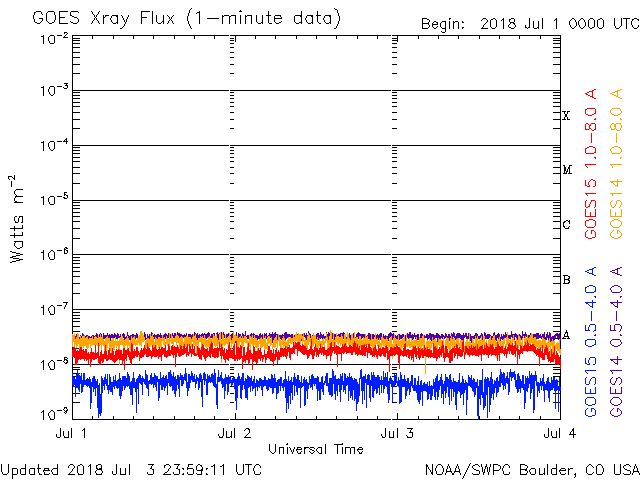 GOES Xray Flux (1-minute data)
Begin: 2018 Jul 1 0000 UTC
10⁻²
10⁻³
10⁻⁴
10⁻⁵
10⁻⁶
10⁻⁷
10⁻⁸
10⁻⁹
Watts m⁻²
X
M
C
B
A
GOES15 1.0-8.0 A
GOES14 1.0-8.0 A
GOES15 0.5-4.0 A
GOES14 0.5-4.0 A
Jul 1
Jul 2
Jul 3
Jul 4
Universal Time
Updated 2018 Jul 3 23:59:11 UTC
NOAA/SWPC Boulder, CO USA